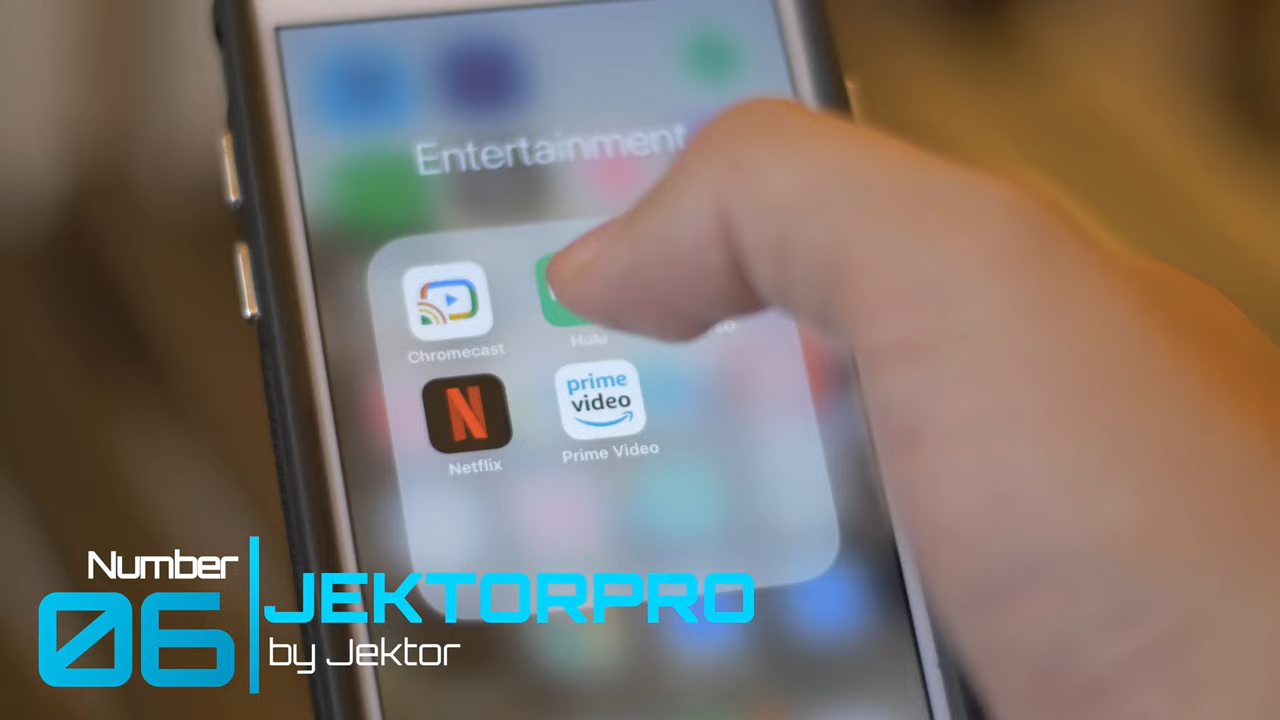 Entertainment
Chromecast
Hulu
N
Netflix
prime
video
Prime Video
Number
06
JEKTORPRO
by Jektor